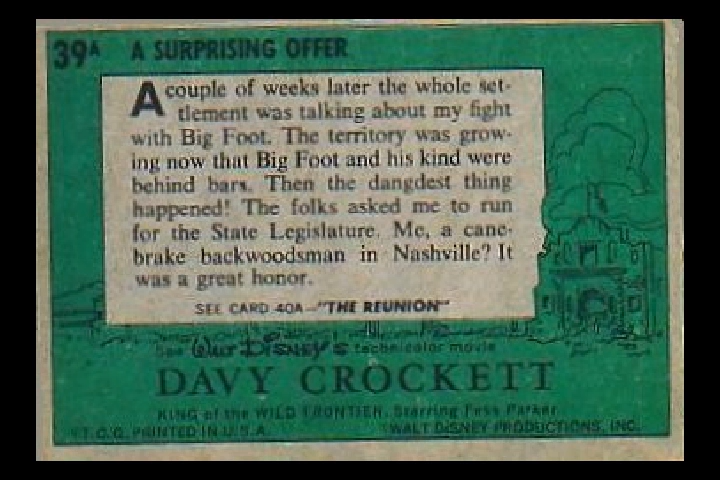 39A A SURPRISING OFFER
A couple of weeks later the whole set-
tlement was talking about my fight
with Big Foot. The territory was grow-
ing now that Big Foot and his kind were
behind bars. Then the dangdest thing
happened! The folks asked me to run
for the State Legislature. Me, a cane-
brake backwoodsman in Nashville? It
was a great honor.
SEE CARD 40A—"THE REUNION"
See Walt Disney's technicolor movie
DAVY CROCKETT
KING of the WILD FRONTIER, Starring Fess Parker
T.C.G. PRINTED IN U.S.A. WALT DISNEY PRODUCTIONS, INC.